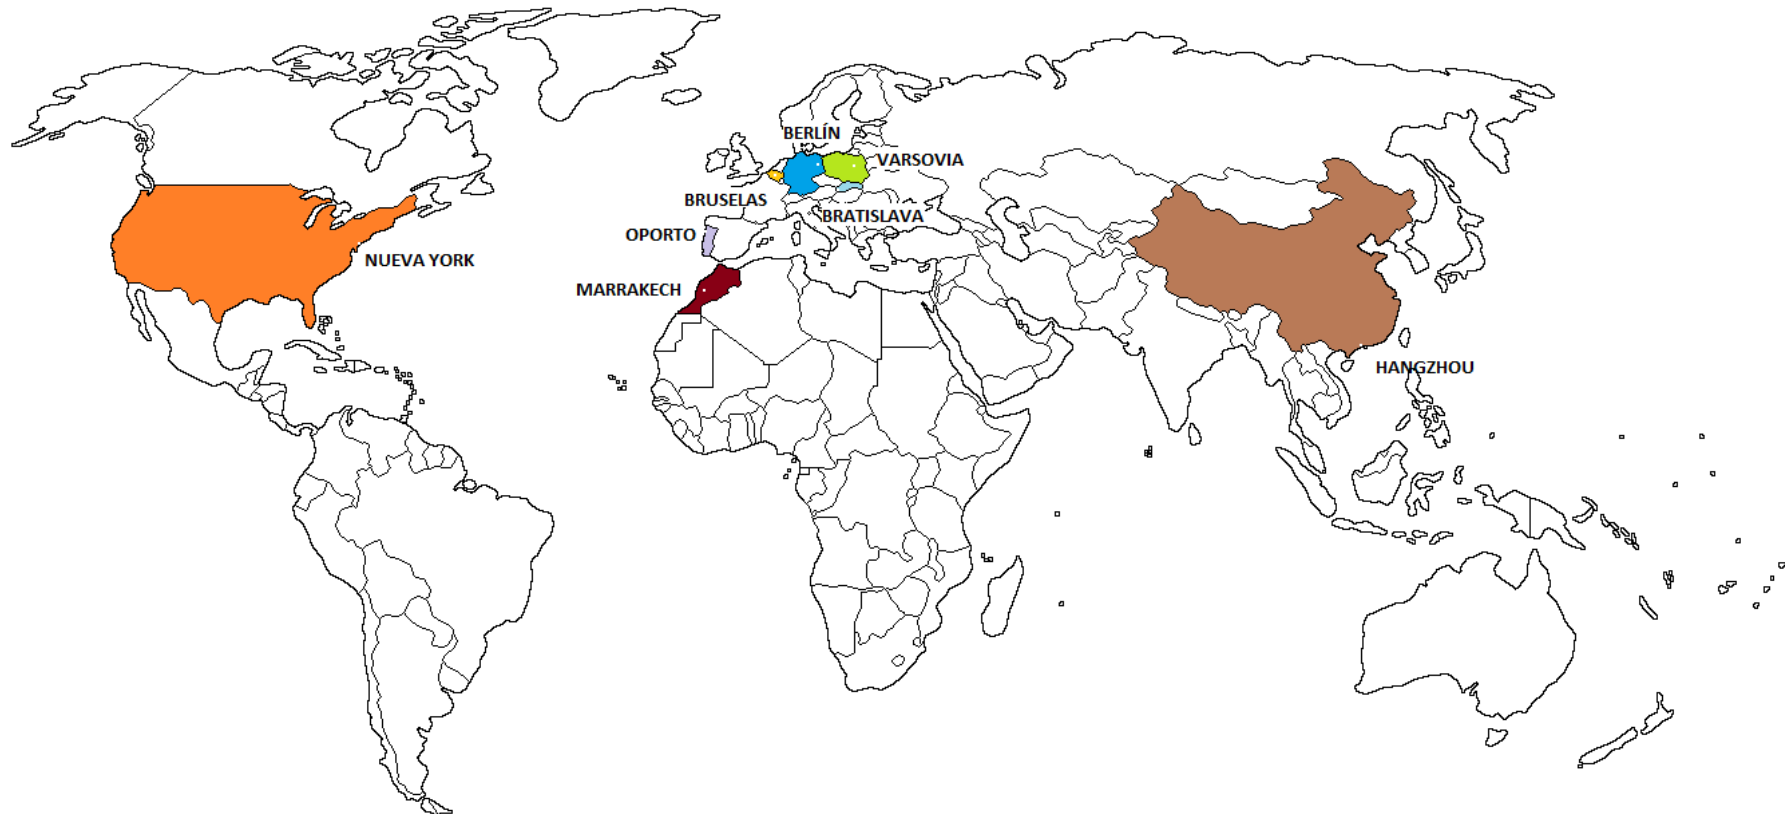 BERLÍN
VARSOVIA
BRUSELAS
BRATISLAVA
OPORTO
NUEVA YORK
MARRAKECH
HANGZHOU